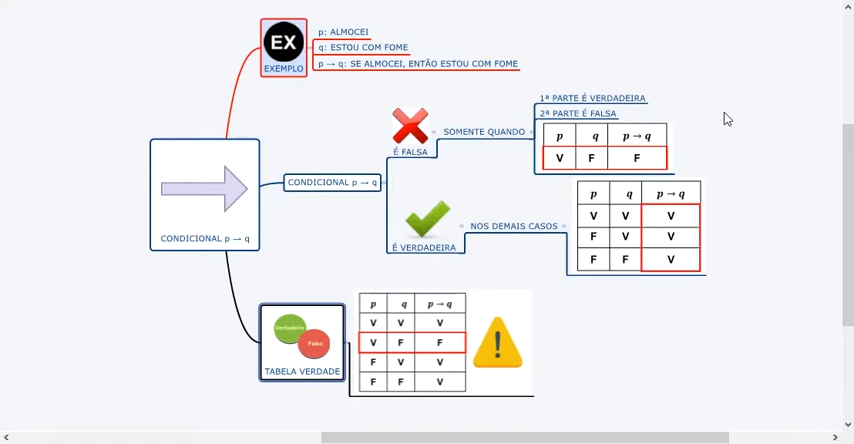 EX
EXEMPLO
p: ALMOCEI
q: ESTOU COM FOME
p → q: SE ALMOCEI, ENTÃO ESTOU COM FOME
CONDICIONAL p → q
CONDICIONAL p → q
É FALSA
SOMENTE QUANDO
1ª PARTE É VERDADEIRA
2ª PARTE É FALSA
p q p → q
V F F
É VERDADEIRA
NOS DEMAIS CASOS
p q p → q
V V V
F V V
F F V
Verdadeiro
Falso
TABELA VERDADE
p q p → q
V V V
V F F
F V V
F F V
!